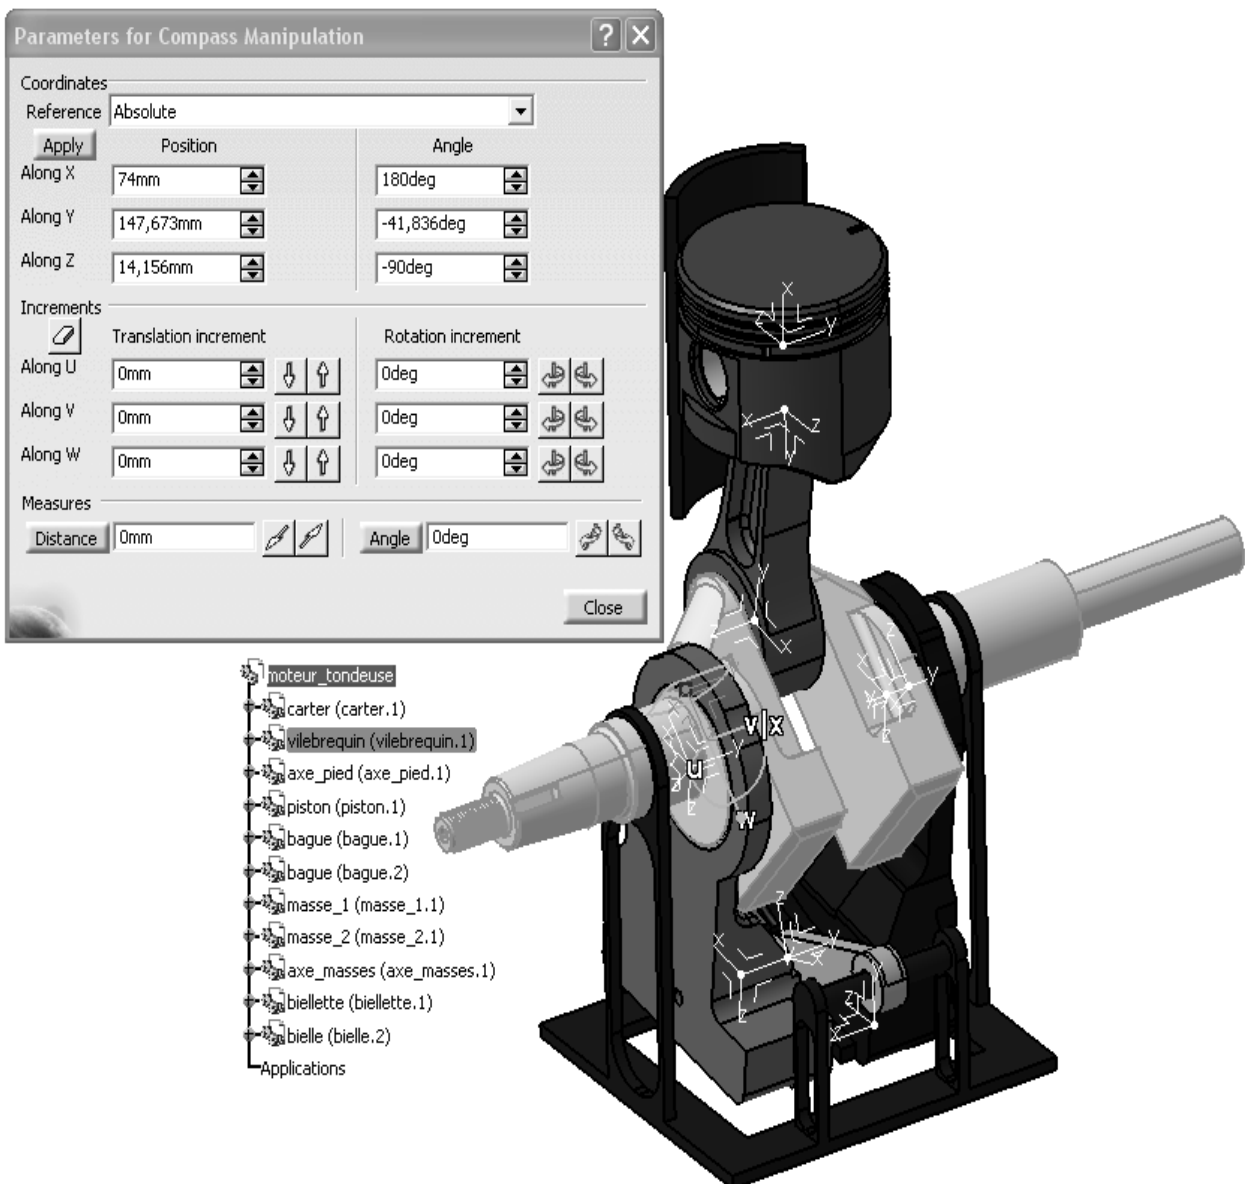 Parameters for Compass Manipulation
Coordinates
Reference Absolute
Apply Position Angle
Along X 74mm 180deg
Along Y 147,673mm -41,836deg
Along Z 14,156mm -90deg
Increments
Translation increment Rotation increment
Along U 0mm 0deg
Along V 0mm 0deg
Along W 0mm 0deg
Measures
Distance 0mm Angle 0deg
Close
moteur_tondeuse
carter (carter.1)
vilebrequin (vilebrequin.1)
axe_pied (axe_pied.1)
piston (piston.1)
bague (bague.1)
bague (bague.2)
masse_1 (masse_1.1)
masse_2 (masse_2.1)
axe_masses (axe_masses.1)
biellette (biellette.1)
bielle (bielle.2)
Applications
x
y
x
z
y
y
z
x
z
x
y
v|x
u
w
z
y
x
z
z
x